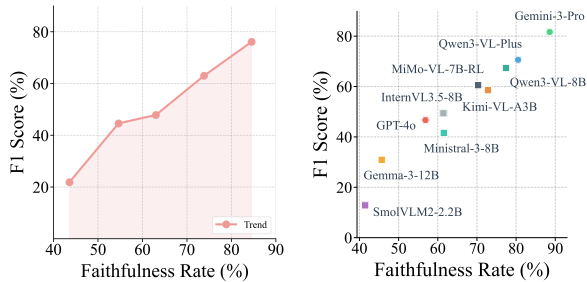 80
60
40
20
40 50 60 70 80 90
F1 Score (%)
Faithfulness Rate (%)
Trend
80
60
40
20
0
40 50 60 70 80 90
F1 Score (%)
Faithfulness Rate (%)
Gemini-3-Pro
Qwen3-VL-Plus
MiMo-VL-7B-RL
Qwen3-VL-8B
InternVL3.5-8B
Kimi-VL-A3B
GPT-4o
Ministral-3-8B
Gemma-3-12B
SmolVLM2-2.2B